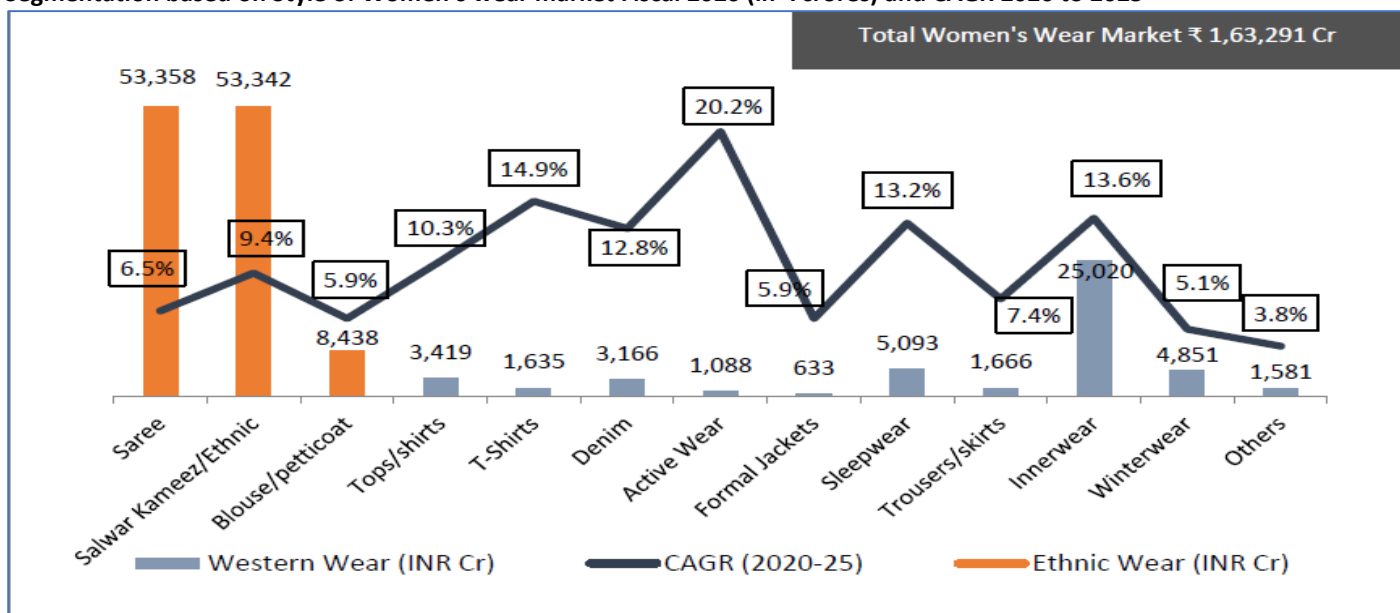 Total Women's Wear Market ₹ 1,63,291 Cr
53,358
53,342
8,438
3,419
1,635
3,166
1,088
633
5,093
1,666
25,020
4,851
1,581
6.5%
9.4%
5.9%
10.3%
14.9%
12.8%
20.2%
5.9%
13.2%
7.4%
13.6%
5.1%
3.8%
Saree
Salwar Kameez/Ethnic
Blouse/petticoat
Tops/shirts
T-Shirts
Denim
Active Wear
Formal Jackets
Sleepwear
Trousers/skirts
Innerwear
Winterwear
Others
Western Wear (INR Cr)
CAGR (2020-25)
Ethnic Wear (INR Cr)